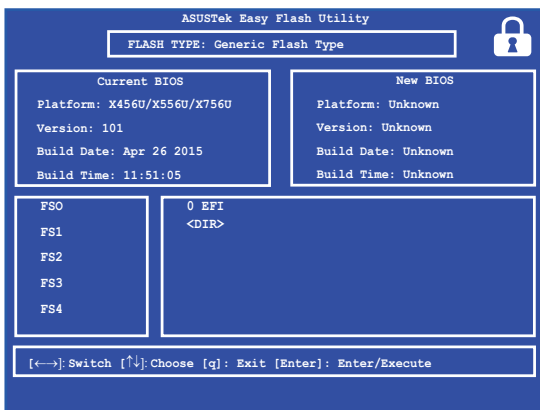 ASUSTek Easy Flash Utility
FLASH TYPE: Generic Flash Type
Current BIOS
Platform: X456U/X556U/X756U
Version: 101
Build Date: Apr 26 2015
Build Time: 11:51:05
New BIOS
Platform: Unknown
Version: Unknown
Build Date: Unknown
Build Time: Unknown
FSO
FS1
FS2
FS3
FS4
0 EFI
<DIR>
[←→]: Switch [↑↓]: Choose [q]: Exit [Enter]: Enter/Execute